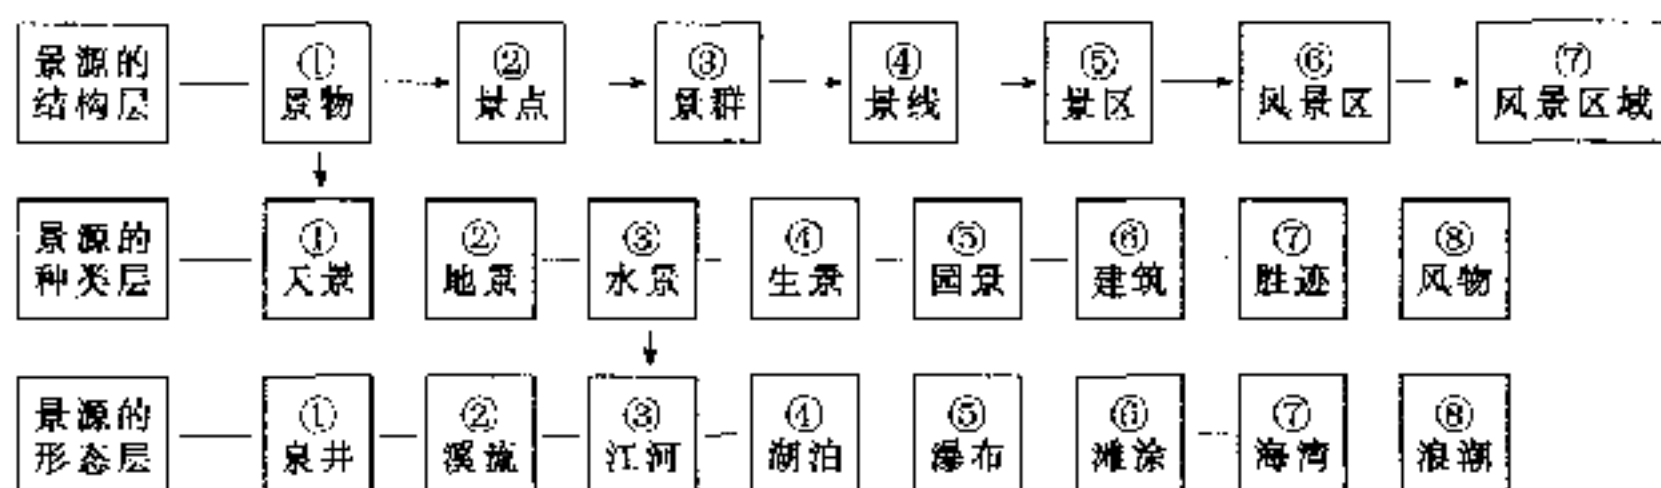 景源的
结构层
①
景物
②
景点
③
景群
④
景线
⑤
景区
⑥
风景区
⑦
风景区域
景源的
种类层
①
天景
②
地景
③
水景
④
生景
⑤
园景
⑥
建筑
⑦
胜迹
⑧
风物
景源的
形态层
①
泉井
②
溪流
③
江河
④
湖泊
⑤
瀑布
⑥
滩涂
⑦
海湾
⑧
浪潮